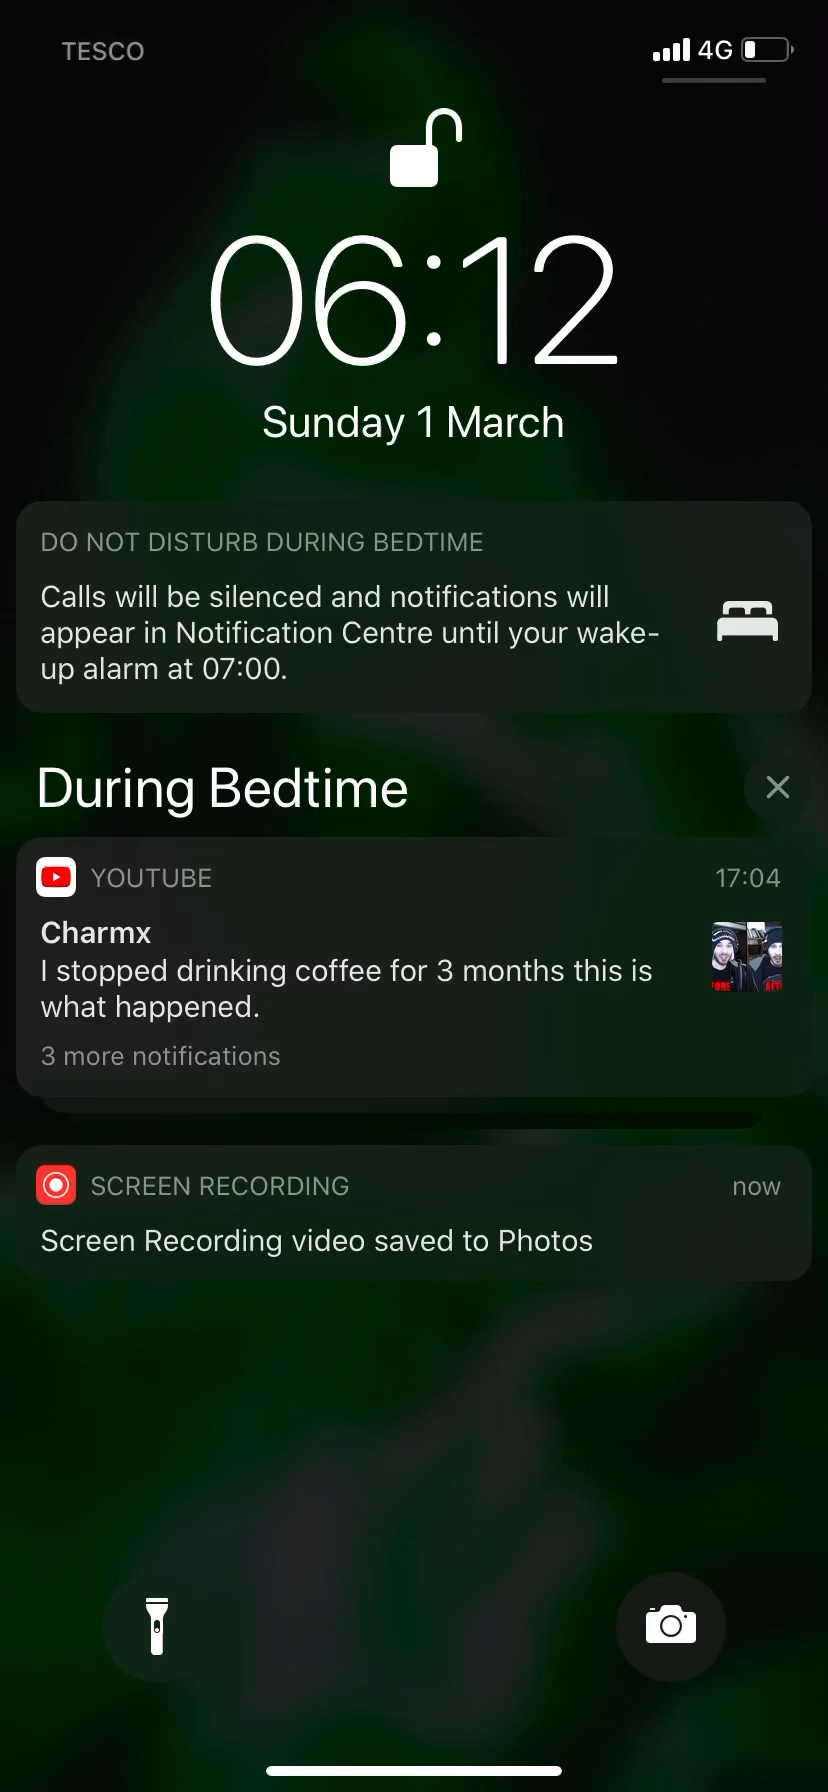 TESCO
4G
06:12
Sunday 1 March
DO NOT DISTURB DURING BEDTIME
Calls will be silenced and notifications will
appear in Notification Centre until your wake-
up alarm at 07:00.
During Bedtime
YOUTUBE 17:04
Charmx
I stopped drinking coffee for 3 months this is
what happened.
3 more notifications
SCREEN RECORDING now
Screen Recording video saved to Photos